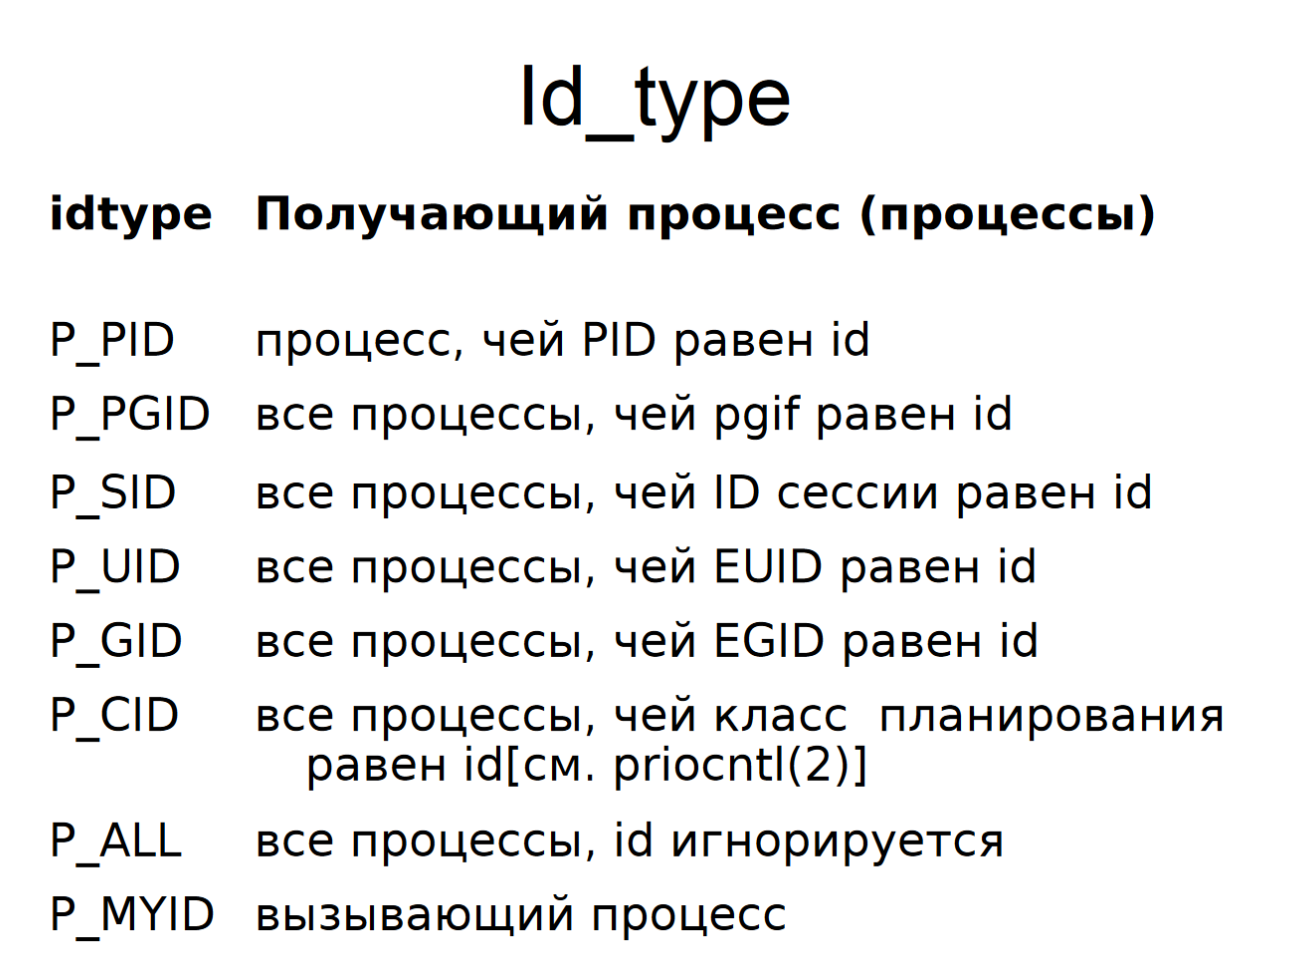 Id_type
idtype Получающий процесс (процессы)
P_PID процесс, чей PID равен id
P_PGID все процессы, чей pgif равен id
P_SID все процессы, чей ID сессии равен id
P_UID все процессы, чей EUID равен id
P_GID все процессы, чей EGID равен id
P_CID все процессы, чей класс планирования
равен id[см. priocntl(2)]
P_ALL все процессы, id игнорируется
P_MYID вызывающий процесс